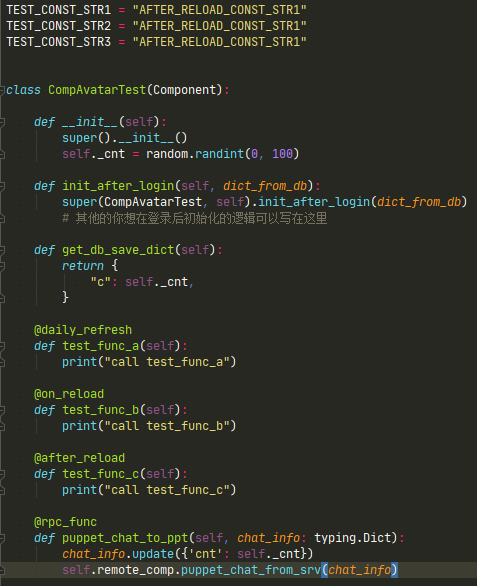 TEST_CONST_STR1 = "AFTER_RELOAD_CONST_STR1"
TEST_CONST_STR2 = "AFTER_RELOAD_CONST_STR1"
TEST_CONST_STR3 = "AFTER_RELOAD_CONST_STR1"
class CompAvatarTest(Component):
def __init__(self):
super().__init__()
self._cnt = random.randint(0, 100)
def init_after_login(self, dict_from_db):
super(CompAvatarTest, self).init_after_login(dict_from_db)
# 其他的你想在登录后初始化的逻辑可以写在这里
def get_db_save_dict(self):
return {
"c": self._cnt,
}
@daily_refresh
def test_func_a(self):
print("call test_func_a")
@on_reload
def test_func_b(self):
print("call test_func_b")
@after_reload
def test_func_c(self):
print("call test_func_c")
@rpc_func
def puppet_chat_to_ppt(self, chat_info: typing.Dict):
chat_info.update({'cnt': self._cnt})
self.remote_comp.puppet_chat_from_srv(chat_info)